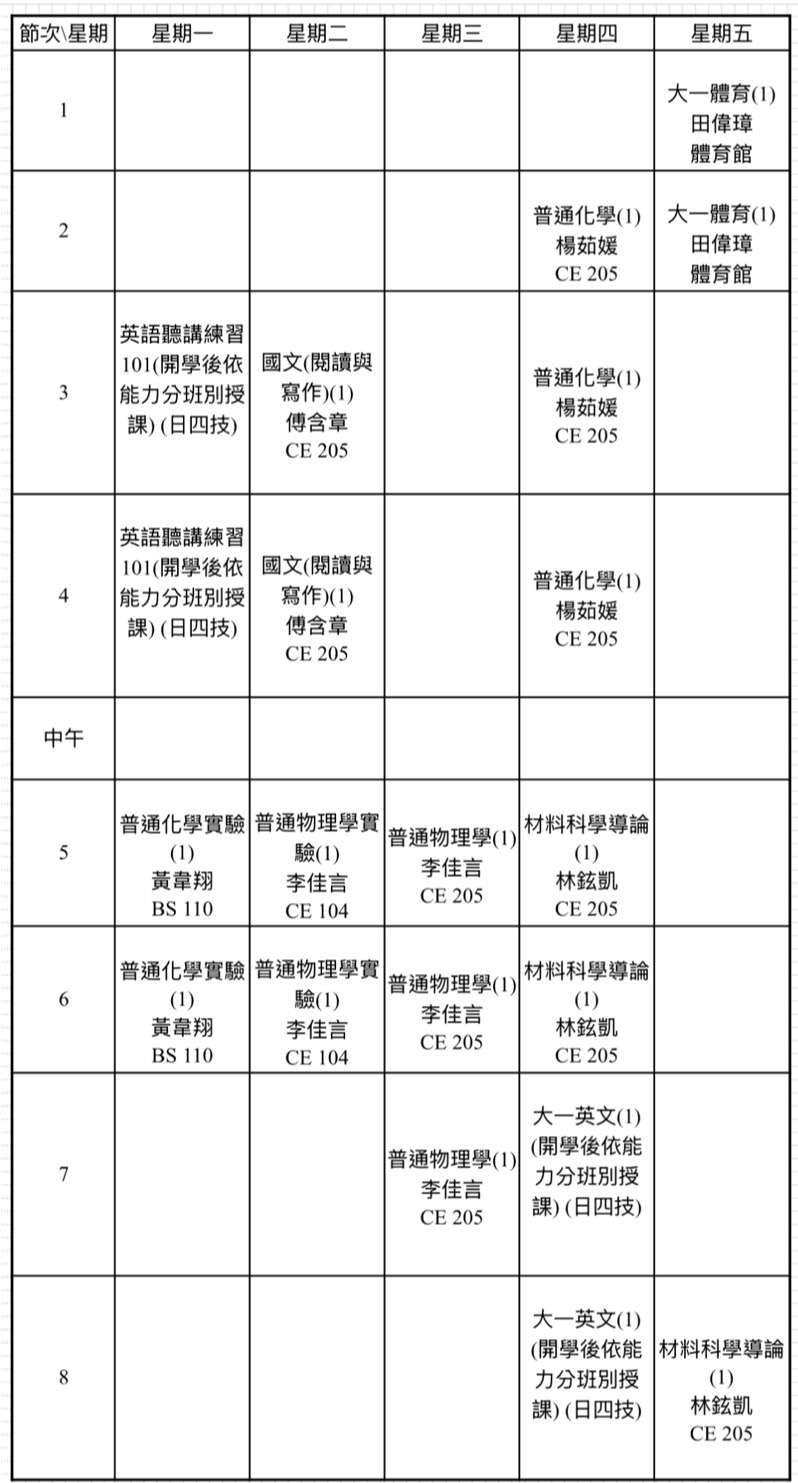 節次\星期 星期一 星期二 星期三 星期四 星期五
1
大一體育(1)
田偉璋
體育館
2
普通化學(1)
楊茹媛
CE 205
大一體育(1)
田偉璋
體育館
3
英語聽講練習
101(開學後依
能力分班別授
課) (日四技)
國文(閱讀與
寫作)(1)
傅含章
CE 205
普通化學(1)
楊茹媛
CE 205
4
英語聽講練習
101(開學後依
能力分班別授
課) (日四技)
國文(閱讀與
寫作)(1)
傅含章
CE 205
普通化學(1)
楊茹媛
CE 205
中午
5
普通化學實驗
(1)
黃韋翔
BS 110
普通物理學實
驗(1)
李佳言
CE 104
普通物理學(1)
李佳言
CE 205
材料科學導論
(1)
林鉉凱
CE 205
6
普通化學實驗
(1)
黃韋翔
BS 110
普通物理學實
驗(1)
李佳言
CE 104
普通物理學(1)
李佳言
CE 205
材料科學導論
(1)
林鉉凱
CE 205
7
普通物理學(1)
李佳言
CE 205
大一英文(1)
(開學後依能
力分班別授
課) (日四技)
8
大一英文(1)
(開學後依能
力分班別授
課) (日四技)
材料科學導論
(1)
林鉉凱
CE 205